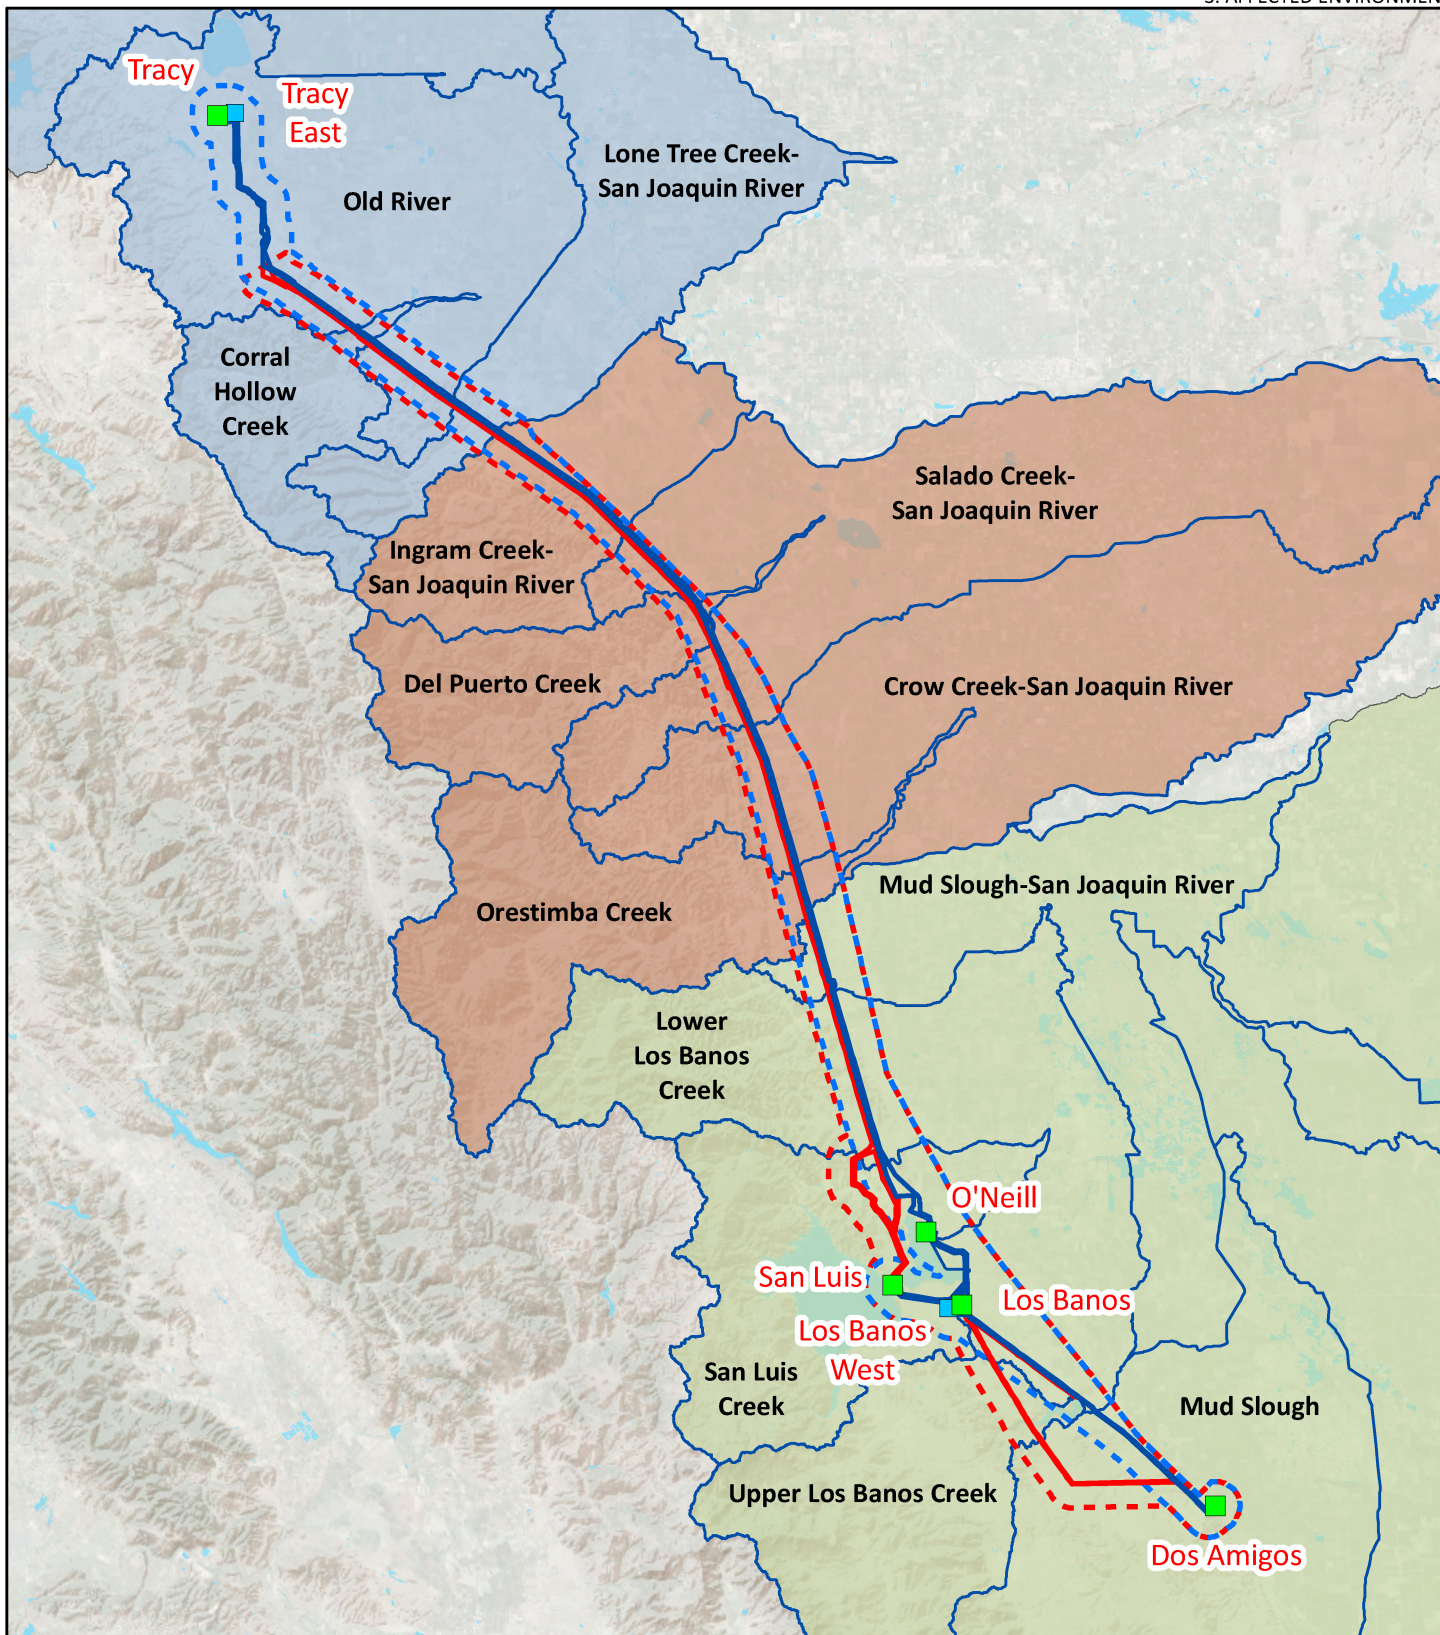 Tracy
Tracy
East
Lone Tree Creek-
San Joaquin River
Old River
Corral
Hollow
Creek
Salado Creek-
San Joaquin River
Ingram Creek-
San Joaquin River
Del Puerto Creek
Crow Creek-San Joaquin River
Mud Slough-San Joaquin River
Orestimba Creek
Lower
Los Banos
Creek
O'Neill
San Luis
Los Banos
Los Banos
West
San Luis
Creek
Mud Slough
Upper Los Banos Creek
Dos Amigos